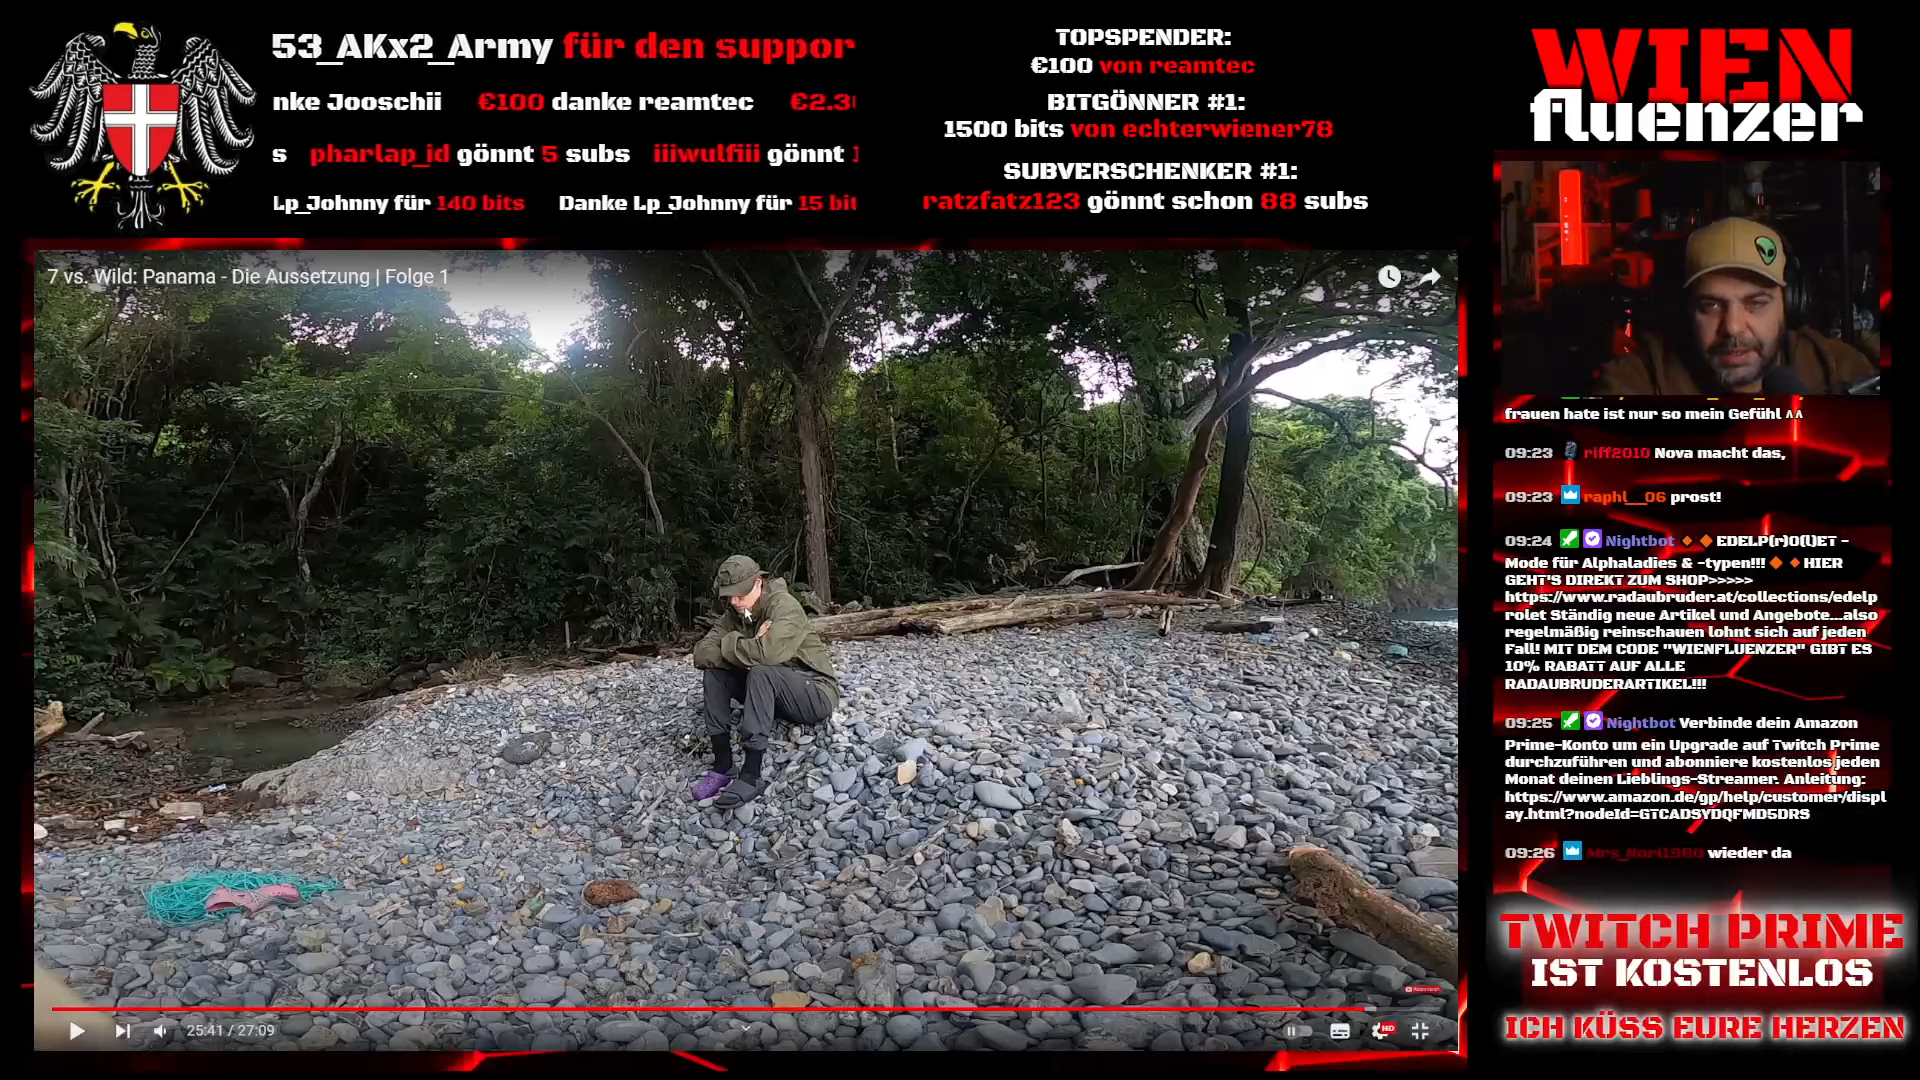 53_AKx2_Army für den suppor
nke Jooschii €100 danke reamtec €2.3
s pharlap_id gönnt 5 subs iiiwulfiii gönnt 1
Lp_Johnny für 140 bits Danke Lp_Johnny für 15 bit
TOPSPENDER:
€100 von reamtec
BITGÖNNER #1:
1500 bits von echterwiener78
SUBVERSCHENKER #1:
ratzfatz123 gönnt schon 88 subs
WIEN
fluenzer
7 vs. Wild: Panama - Die Aussetzung | Folge 1
25:41 / 27:09
HD
frauen hate ist nur so mein Gefühl ^^
09:23 riff2010 Nova macht das,
09:23 raphl__06 prost!
09:24 Nightbot EDELP(r)O(l)ET -
Mode für Alphaladies & -typen!!! HIER
GEHT'S DIREKT ZUM SHOP>>>>>
https://www.radaubruder.at/collections/edelp
rolet Ständig neue Artikel und Angebote...also
regelmäßig reinschauen lohnt sich auf jeden
Fall! MIT DEM CODE "WIENFLUENZER" GIBT ES
10% RABATT AUF ALLE
RADAUBRUDERARTIKEL!!!
09:25 Nightbot Verbinde dein Amazon
Prime-Konto um ein Upgrade auf Twitch Prime
durchzuführen und abonniere kostenlos jeden
Monat deinen Lieblings-Streamer. Anleitung:
https://www.amazon.de/gp/help/customer/displ
ay.html?nodeId=GTCADSYDQFMD5DRS
09:26 Mrs_Nori1980 wieder da
TWITCH PRIME
IST KOSTENLOS
ICH KÜSS EURE HERZEN